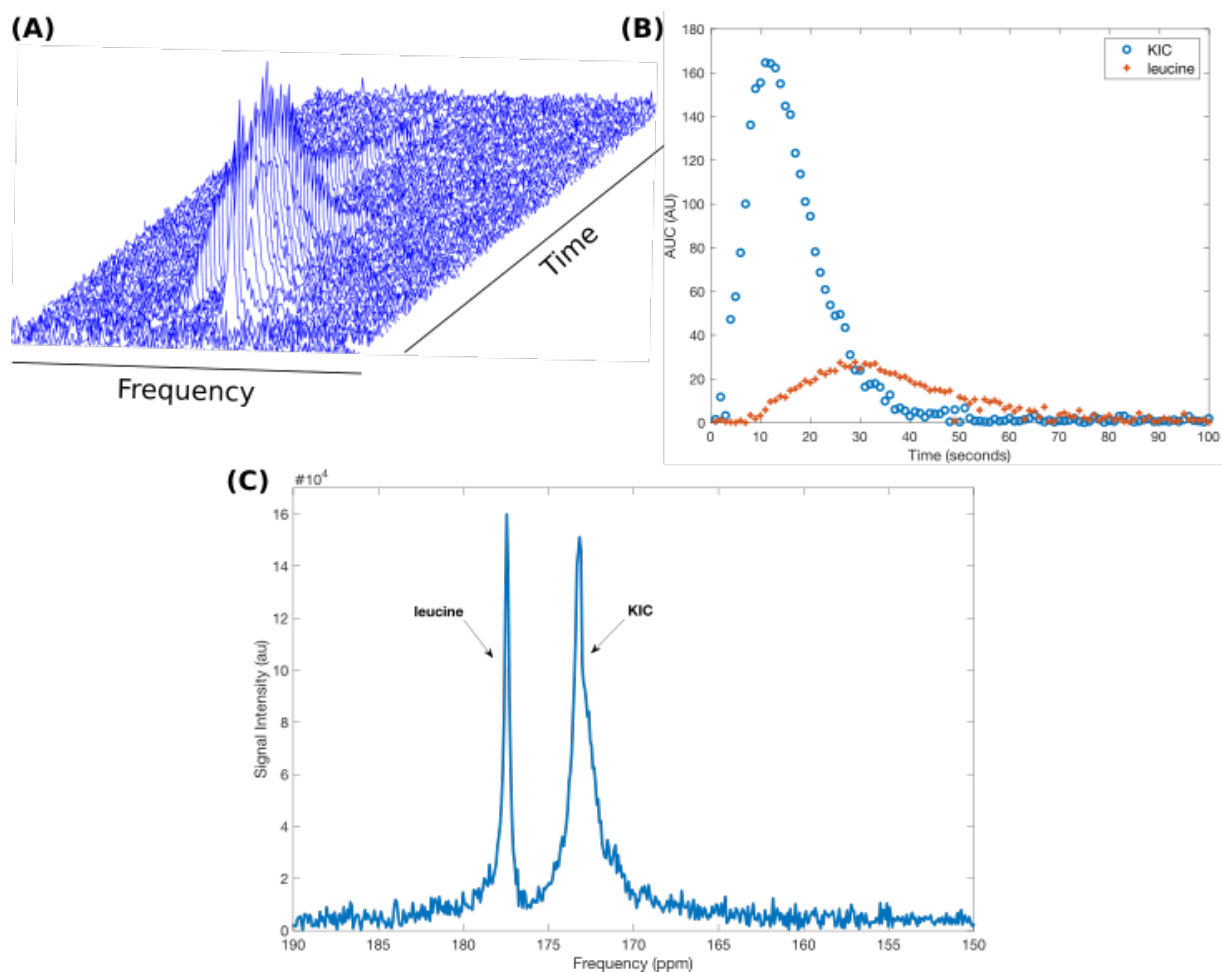 (A)
Time
Frequency
(B)
180
160
140
120
100
80
60
40
20
0
AUC (AU)
KIC
leucine
0 10 20 30 40 50 60 70 80 90 100
Time (seconds)
(C)
#10⁴
16
14
12
10
8
6
4
2
0
Signal Intensity (au)
leucine
KIC
190 185 180 175 170 165 160 155 150
Frequency (ppm)